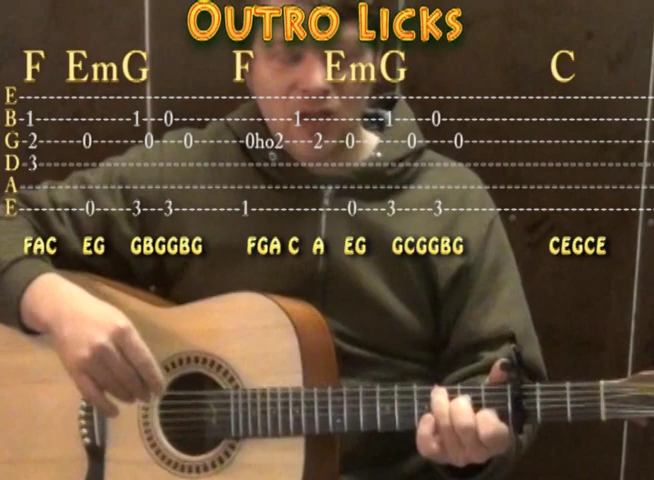 OUTRO LICKS
F EmG F EmG C
E-----------------------------------------------------------------
B-1-----------------1---0----------------1------------1-----0-----
G-2-------0---------0-----0-------0ho2----2---0-------0-----0-----
D-3---------------------------------------------------------------
A-----------------------------------------------------------------
E---------0------3---3----------1--------------0----3-----3-------
FAC EG GBGGBG FGA C A EG GCGGBG CEGCE